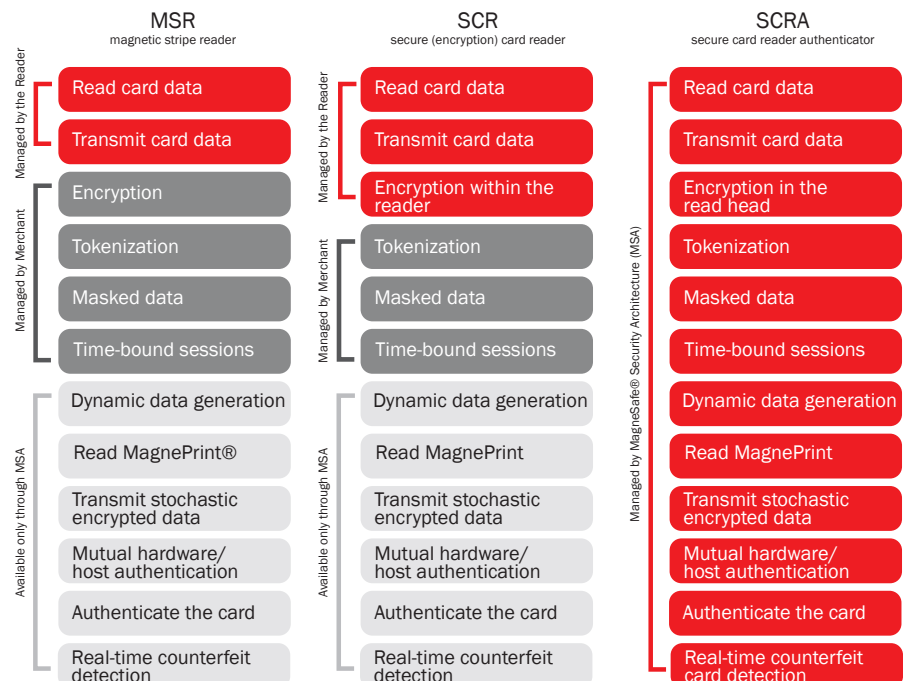 MSR
magnetic stripe reader
Managed by the Reader
Read card data
Transmit card data
Managed by Merchant
Encryption
Tokenization
Masked data
Time-bound sessions
Available only through MSA
Dynamic data generation
Read MagnePrint®
Transmit stochastic
encrypted data
Mutual hardware/
host authentication
Authenticate the card
Real-time counterfeit
detection
SCR
secure (encryption) card reader
Managed by the Reader
Read card data
Transmit card data
Encryption within the
reader
Managed by Merchant
Tokenization
Masked data
Time-bound sessions
Available only through MSA
Dynamic data generation
Read MagnePrint
Transmit stochastic
encrypted data
Mutual hardware/
host authentication
Authenticate the card
Real-time counterfeit
detection
SCRA
secure card reader authenticator
Managed by MagneSafe® Security Architecture (MSA)
Read card data
Transmit card data
Encryption in the
read head
Tokenization
Masked data
Time-bound sessions
Dynamic data generation
Read MagnePrint
Transmit stochastic
encrypted data
Mutual hardware/
host authentication
Authenticate the card
Real-time counterfeit
card detection